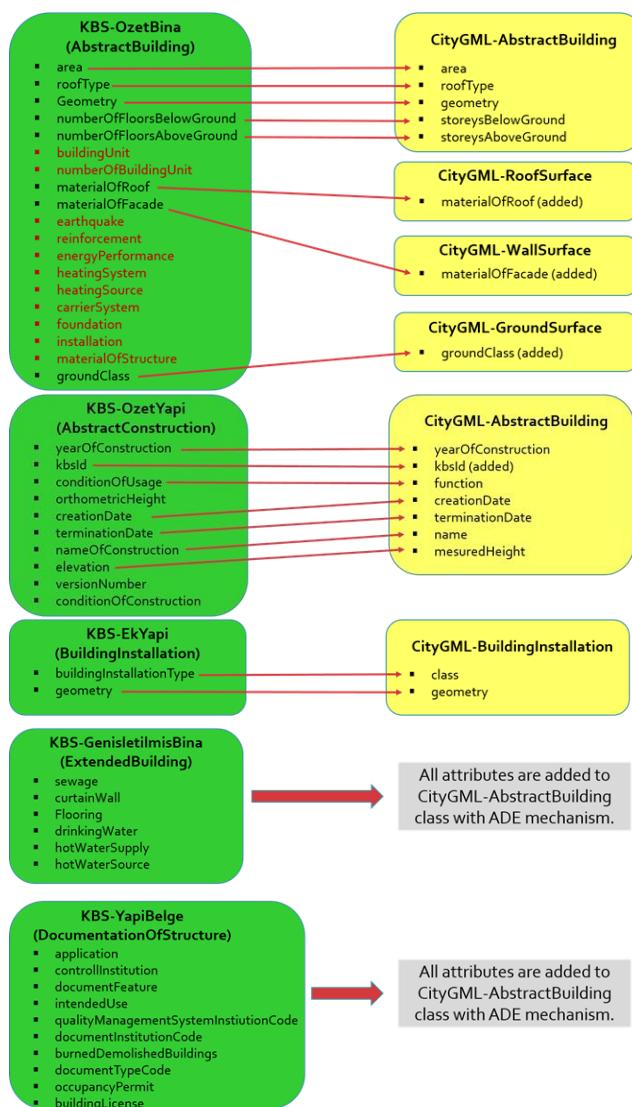 KBS-OzetBina
(AbstractBuilding)
▪ area
▪ roofType
▪ Geometry
▪ numberOfFloorsBelowGround
▪ numberOfFloorsAboveGround
▪ buildingUnit
▪ numberOfBuildingUnit
▪ materialOfRoof
▪ materialOfFacade
▪ earthquake
▪ reinforcement
▪ energyPerformance
▪ heatingSystem
▪ heatingSource
▪ carrierSystem
▪ foundation
▪ installation
▪ materialOfStructure
▪ groundClass
CityGML-AbstractBuilding
▪ area
▪ roofType
▪ geometry
▪ storeysBelowGround
▪ storeysAboveGround
CityGML-RoofSurface
▪ materialOfRoof (added)
CityGML-WallSurface
▪ materialOfFacade (added)
CityGML-GroundSurface
▪ groundClass (added)
KBS-OzetYapi
(AbstractConstruction)
▪ yearOfConstruction
▪ kbsId
▪ conditionOfUsage
▪ orthometricHeight
▪ creationDate
▪ terminationDate
▪ nameOfConstruction
▪ elevation
▪ versionNumber
▪ conditionOfConstruction
CityGML-AbstractBuilding
▪ yearOfConstruction
▪ kbsId (added)
▪ function
▪ creationDate
▪ terminationDate
▪ name
▪ mesuredHeight
KBS-EkYapi
(BuildingInstallation)
▪ buildingInstallationType
▪ geometry
CityGML-BuildingInstallation
▪ class
▪ geometry
KBS-GenisletilmisBina
(ExtendedBuilding)
▪ sewage
▪ curtainWall
▪ Flooring
▪ drinkingWater
▪ hotWaterSupply
▪ hotWaterSource
All attributes are added to
CityGML-AbstractBuilding
class with ADE mechanism.
KBS-YapiBelge
(DocumentationOfStructure)
▪ application
▪ controllInstitution
▪ documentFeature
▪ intendedUse
▪ qualityManagementSystemInstiutionCode
▪ documentInstitutionCode
▪ burnedDemolishedBuildings
▪ documentTypeCode
▪ occupancyPermit
▪ buildingLicense
All attributes are added to
CityGML-AbstractBuilding
class with ADE mechanism.